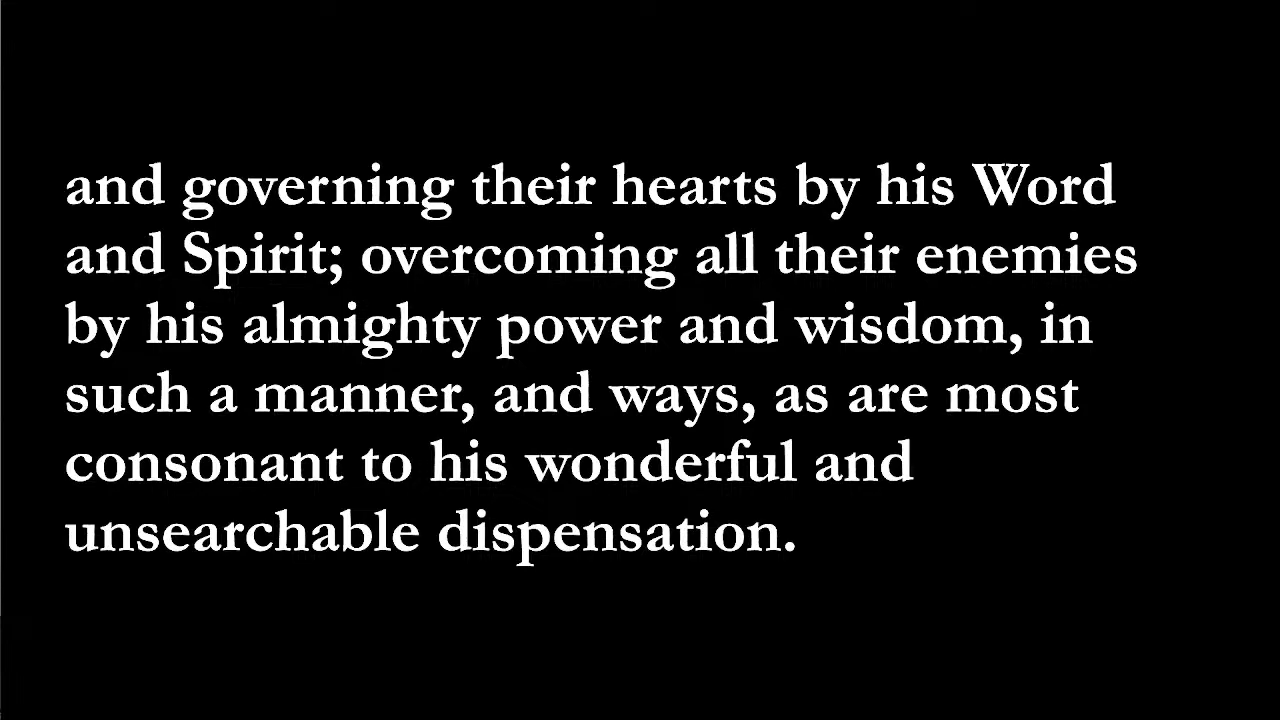 and governing their hearts by his Word
and Spirit; overcoming all their enemies
by his almighty power and wisdom, in
such a manner, and ways, as are most
consonant to his wonderful and
unsearchable dispensation.